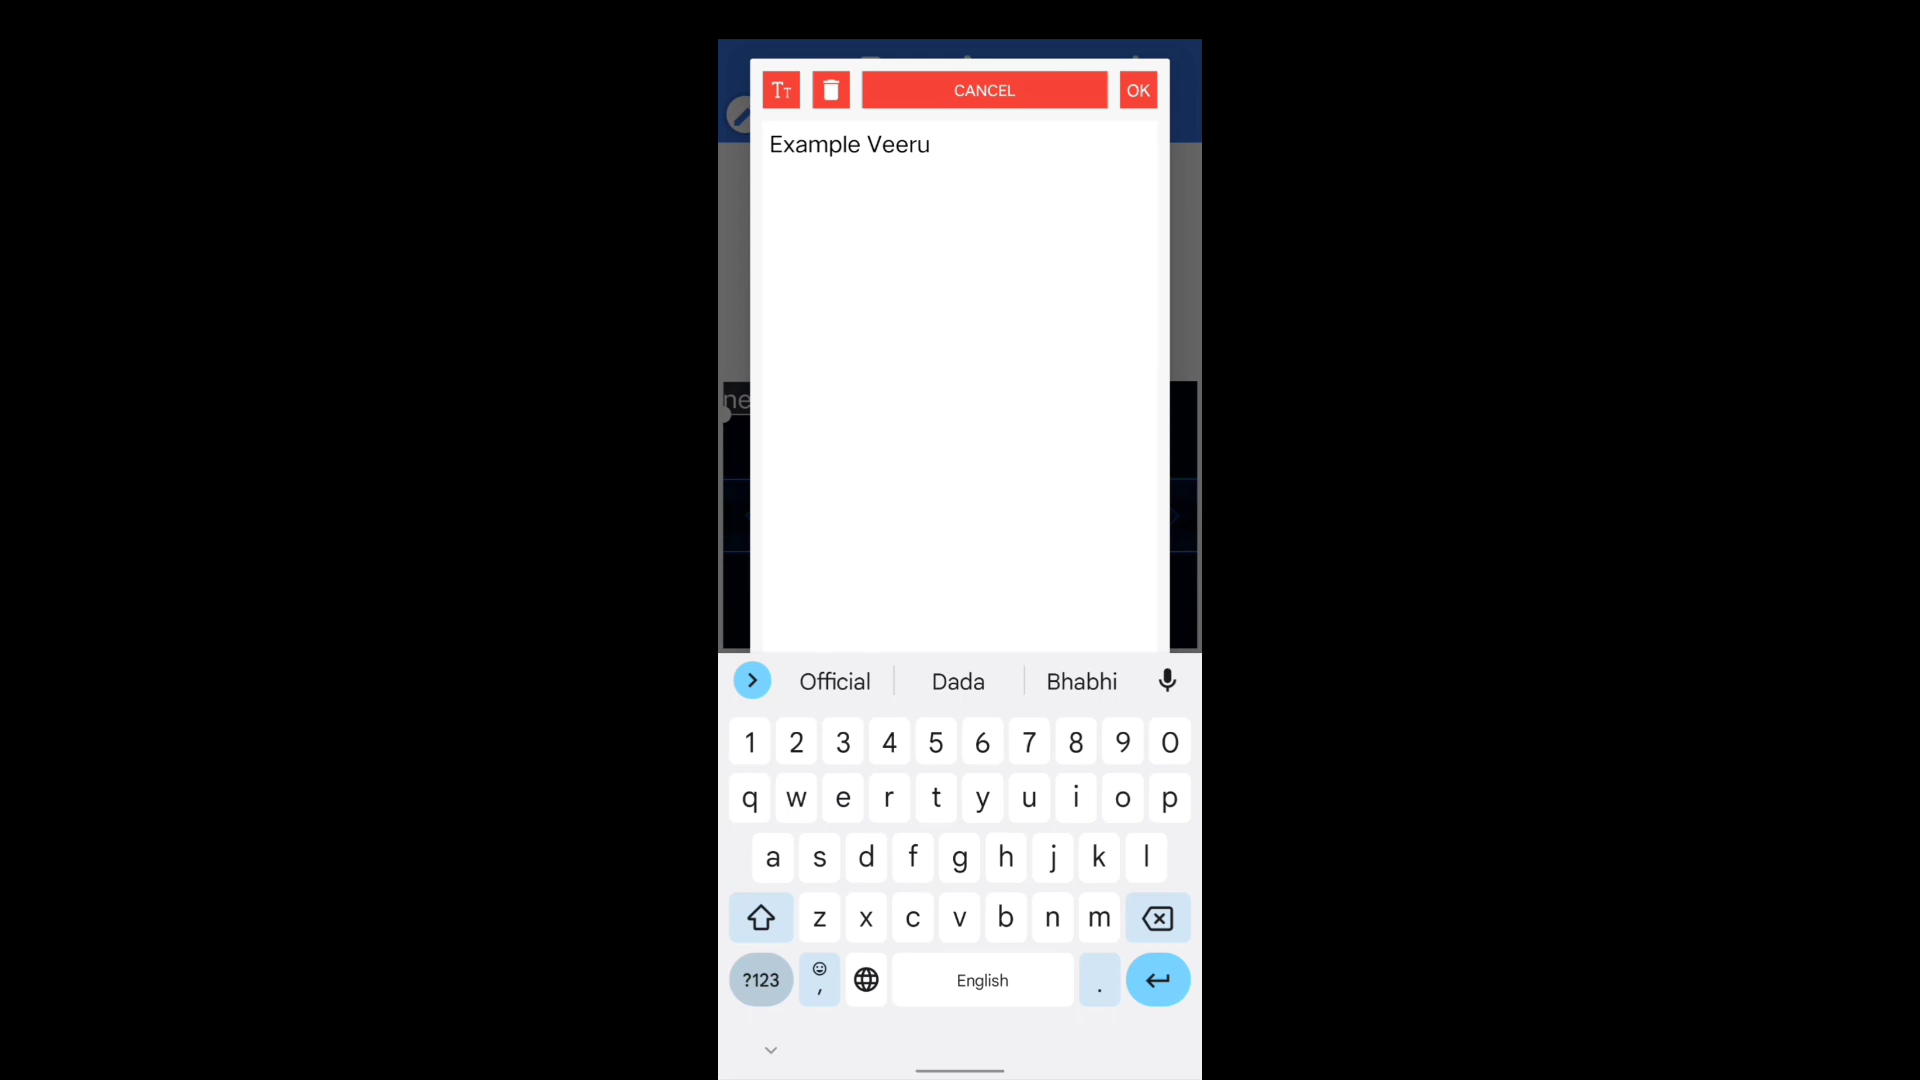 CANCEL
OK
Example Veeru
ne
Official Dada Bhabhi
1 2 3 4 5 6 7 8 9 0
q w e r t y u i o p
a s d f g h j k l
z x c v b n m
?123 , English .